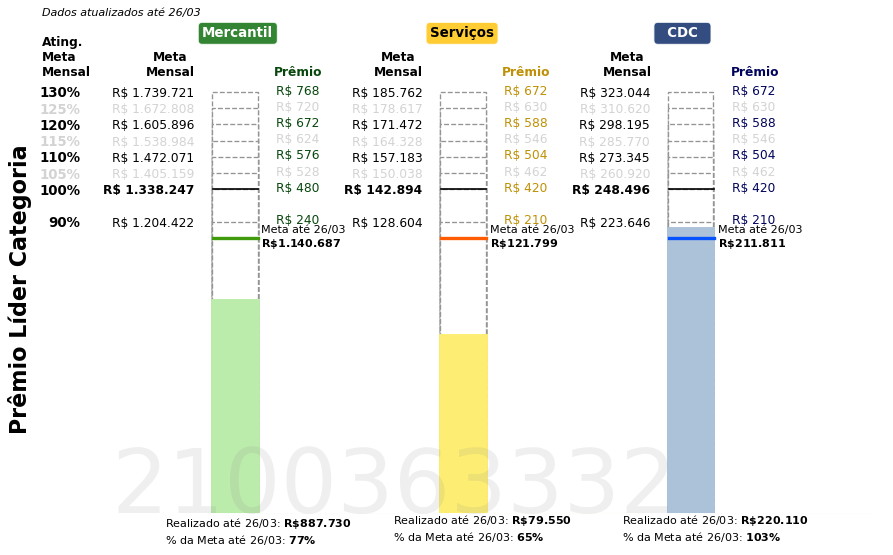 Dados atualizados até 26/03
Mercantil Serviços CDC
Ating. Meta Mensal Meta Mensal Prêmio Meta Mensal Prêmio Meta Mensal Prêmio
130% R$ 1.739.721 R$ 768 R$ 185.762 R$ 672 R$ 323.044 R$ 672
125% R$ 1.672.808 R$ 720 R$ 178.617 R$ 630 R$ 310.620 R$ 630
120% R$ 1.605.896 R$ 672 R$ 171.472 R$ 588 R$ 298.195 R$ 588
115% R$ 1.538.984 R$ 624 R$ 164.328 R$ 546 R$ 285.770 R$ 546
110% R$ 1.472.071 R$ 576 R$ 157.183 R$ 504 R$ 273.345 R$ 504
105% R$ 1.405.159 R$ 528 R$ 150.038 R$ 462 R$ 260.920 R$ 462
100% R$ 1.338.247 R$ 480 R$ 142.894 R$ 420 R$ 248.496 R$ 420
90% R$ 1.204.422 R$ 240 R$ 128.604 R$ 210 R$ 223.646 R$ 210
Meta até 26/03 Meta até 26/03 Meta até 26/03
R$1.140.687 R$121.799 R$211.811
Prêmio Líder Categoria
2100363332
Realizado até 26/03: R$887.730 Realizado até 26/03: R$79.550 Realizado até 26/03: R$220.110
% da Meta até 26/03: 77% % da Meta até 26/03: 65% % da Meta até 26/03: 103%